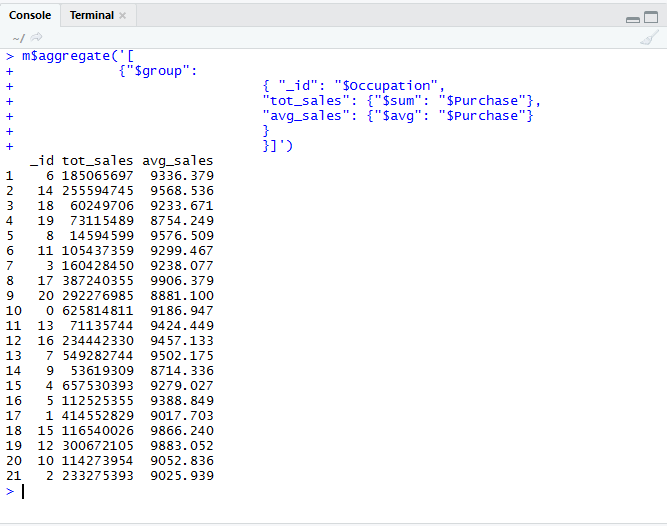 Console Terminal ×
~/
> m$aggregate('[
+ {"$group":
+ { "_id": "$Occupation",
+ "tot_sales": {"$sum": "$Purchase"},
+ "avg_sales": {"$avg": "$Purchase"}
+ }
+ }]')
_id tot_sales avg_sales
1 6 185065697 9336.379
2 14 255594745 9568.536
3 18 60249706 9233.671
4 19 73115489 8754.249
5 8 14594599 9576.509
6 11 105437359 9299.467
7 3 160428450 9238.077
8 17 387240355 9906.379
9 20 292276985 8881.100
10 0 625814811 9186.947
11 13 71135744 9424.449
12 16 234442330 9457.133
13 7 549282744 9502.175
14 9 53619309 8714.336
15 4 657530393 9279.027
16 5 112525355 9388.849
17 1 414552829 9017.703
18 15 116540026 9866.240
19 12 300672105 9883.052
20 10 114273954 9052.836
21 2 233275393 9025.939
>